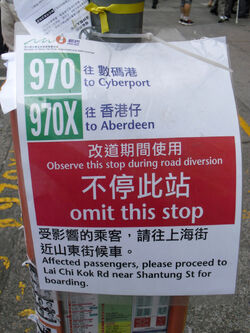 970 往 數碼港
to Cyberport
970X 往 香港仔
to Aberdeen
改道期間使用
Observe this stop during road diversion
不停此站
omit this stop
受影響的乘客，請往上海街
近山東街候車。
Affected passengers, please proceed to
Lai Chi Kok Rd near Shantung St for
boarding.